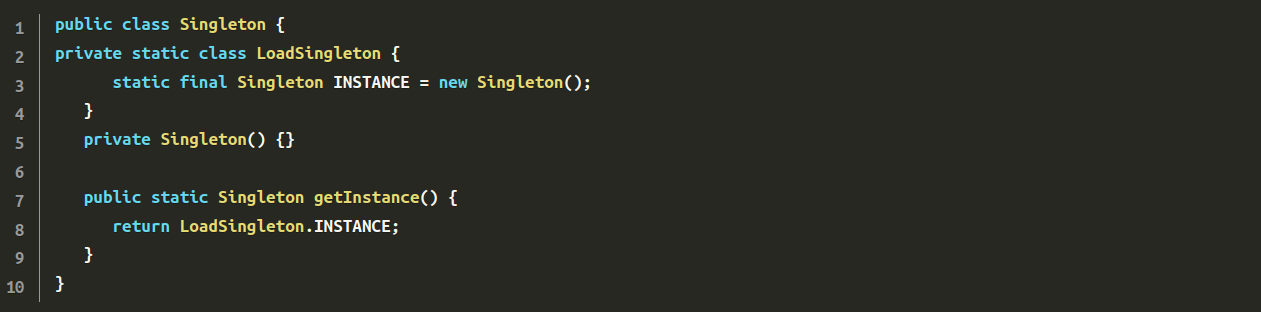 1 public class Singleton {
2 private static class LoadSingleton {
3       static final Singleton INSTANCE = new Singleton();
4    }
5    private Singleton() {}
6
7    public static Singleton getInstance() {
8       return LoadSingleton.INSTANCE;
9    }
10 }